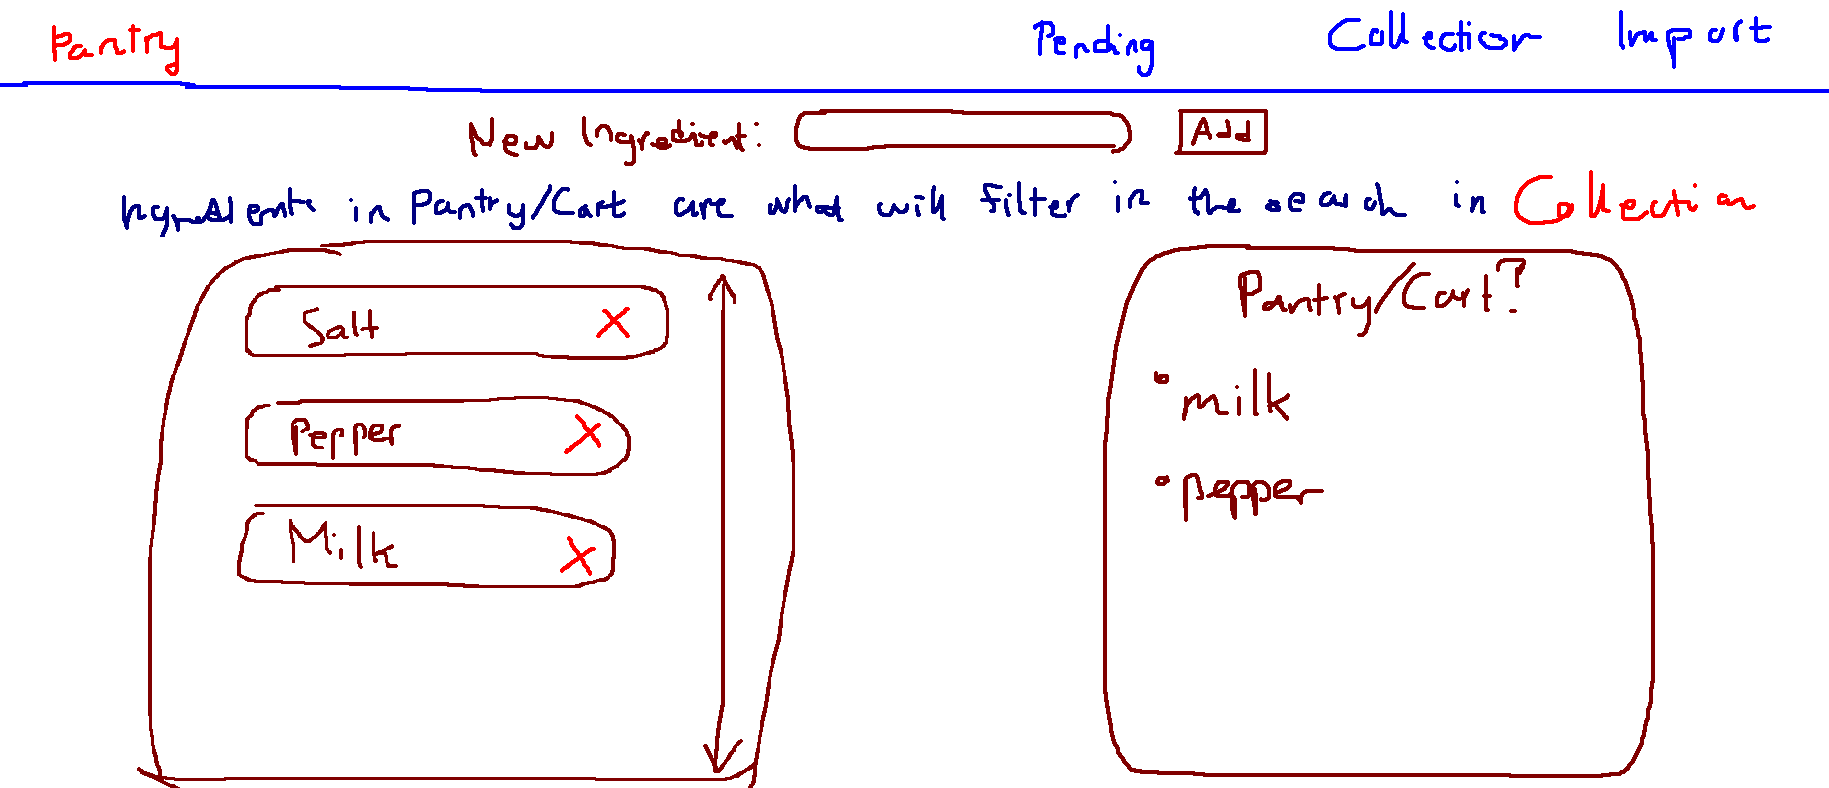 Pantry Pending Collection Import
New Ingredient: Add
Ingredients in Pantry/Cart are what will filter in the search in Collection
Salt X
Pepper X
Milk X
Pantry/Cart?
• milk
• pepper